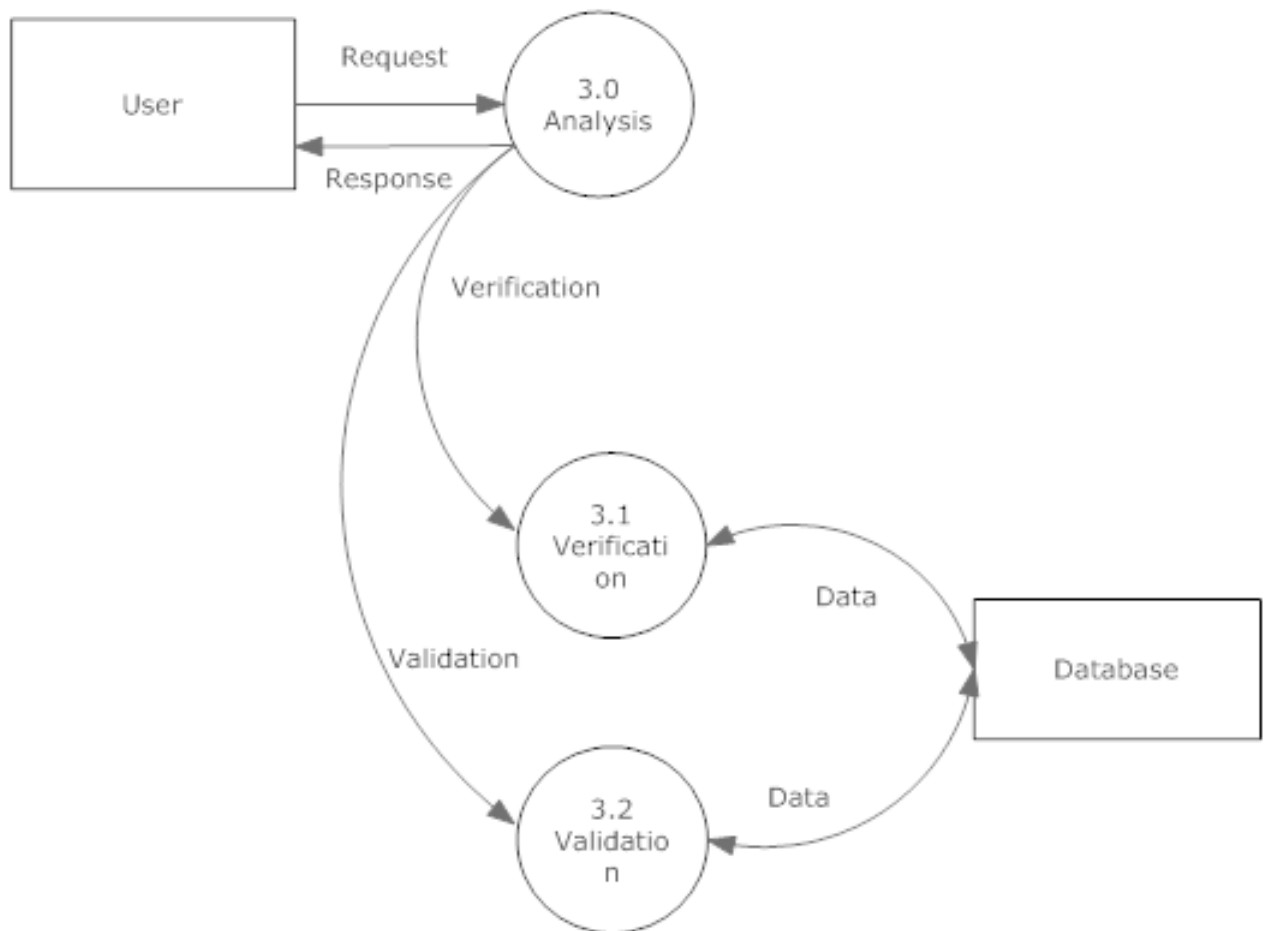 Request
User
3.0
Analysis
Response
Verification
3.1
Verificati
on
Data
Database
Validation
Data
3.2
Validatio
n